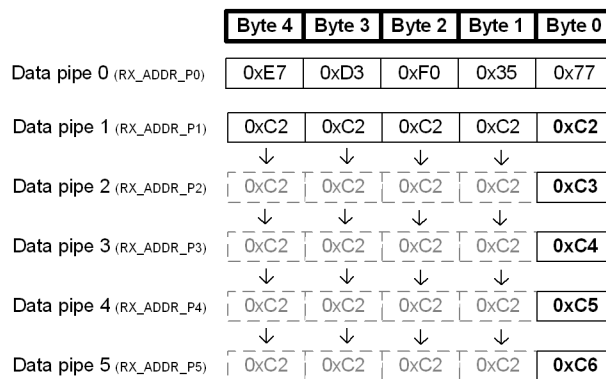 Byte 4 Byte 3 Byte 2 Byte 1 Byte 0
Data pipe 0 (RX_ADDR_P0) 0xE7 0xD3 0xF0 0x35 0x77
Data pipe 1 (RX_ADDR_P1) 0xC2 0xC2 0xC2 0xC2 0xC2
Data pipe 2 (RX_ADDR_P2) 0xC2 0xC2 0xC2 0xC2 0xC3
Data pipe 3 (RX_ADDR_P3) 0xC2 0xC2 0xC2 0xC2 0xC4
Data pipe 4 (RX_ADDR_P4) 0xC2 0xC2 0xC2 0xC2 0xC5
Data pipe 5 (RX_ADDR_P5) 0xC2 0xC2 0xC2 0xC2 0xC6